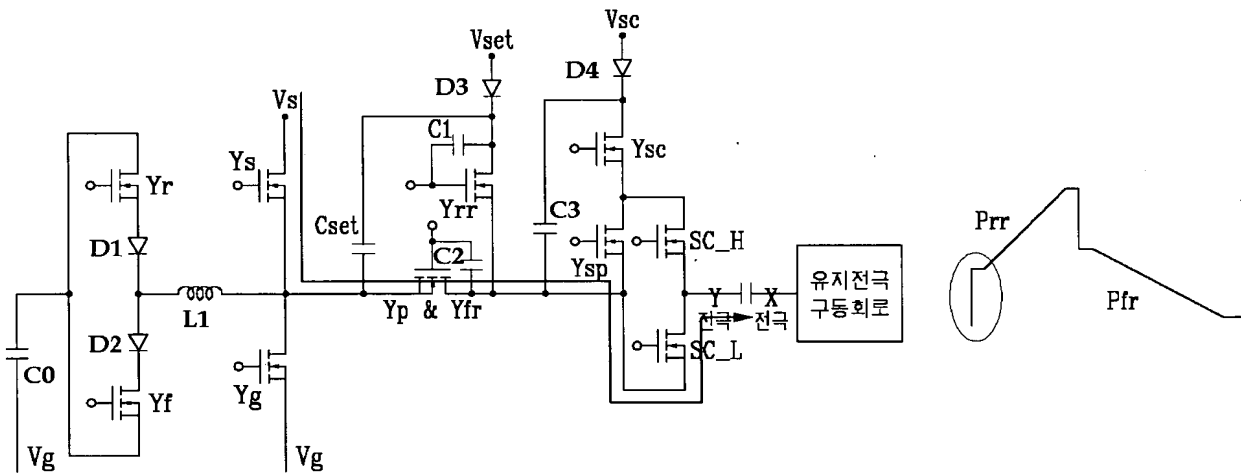 Vset
Vsc
D3
D4
Vs
C1
Ys
Ysc
Yr
Yrr
Cset
C3
D1
C2
Ysp
SC_H
Prr
L1
Yp & Yfr
Y
전극
X
전극
유지전극
구동회로
Pfr
D2
SC_L
C0
Yg
Yf
Vg
Vg